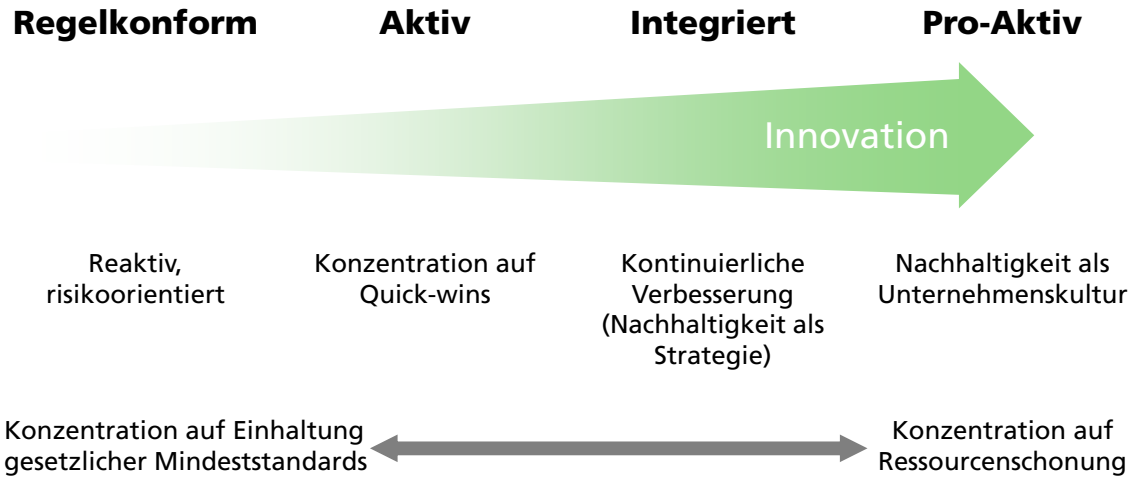 Regelkonform Aktiv Integriert Pro-Aktiv
Innovation
Reaktiv,
risikoorientiert
Konzentration auf
Quick-wins
Kontinuierliche
Verbesserung
(Nachhaltigkeit als
Strategie)
Nachhaltigkeit als
Unternehmenskultur
Konzentration auf Einhaltung
gesetzlicher Mindeststandards
Konzentration auf
Ressourcenschonung